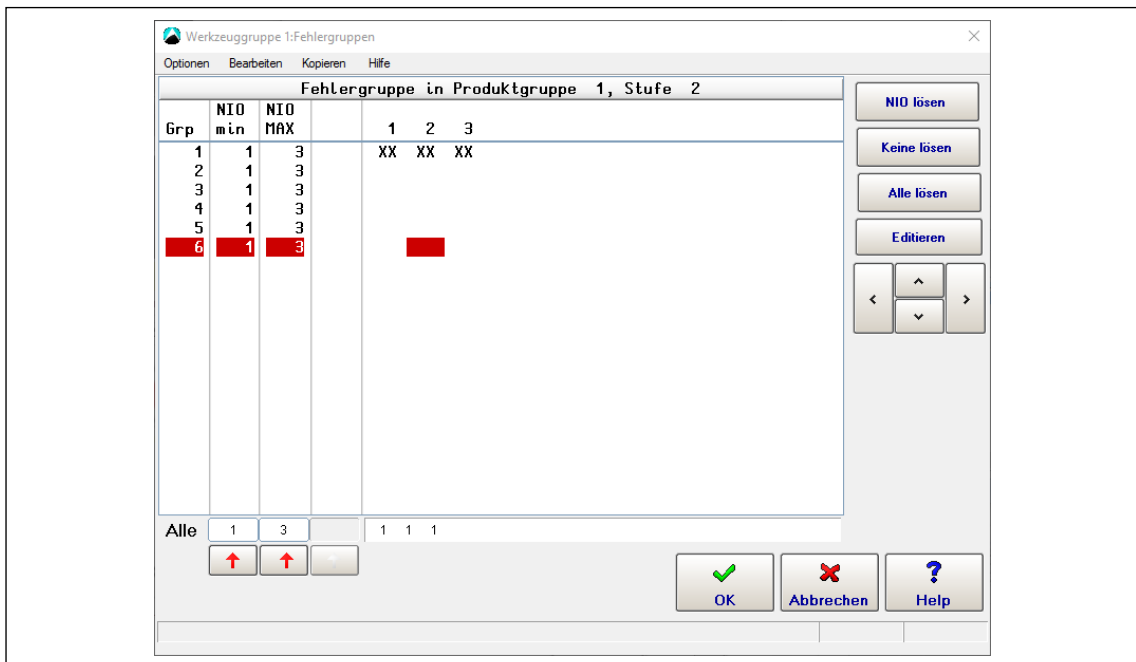 Werkzeuggruppe 1:Fehlergruppen
Optionen Bearbeiten Kopieren Hilfe
Fehlergruppe in Produktgruppe 1, Stufe 2
NIO NIO
Grp min MAX 1 2 3
1 1 3 XX XX XX
2 1 3
3 1 3
4 1 3
5 1 3
6 1 3
Alle 1 3 1 1 1
NIO lösen
Keine lösen
Alle lösen
Editieren
OK Abbrechen Help